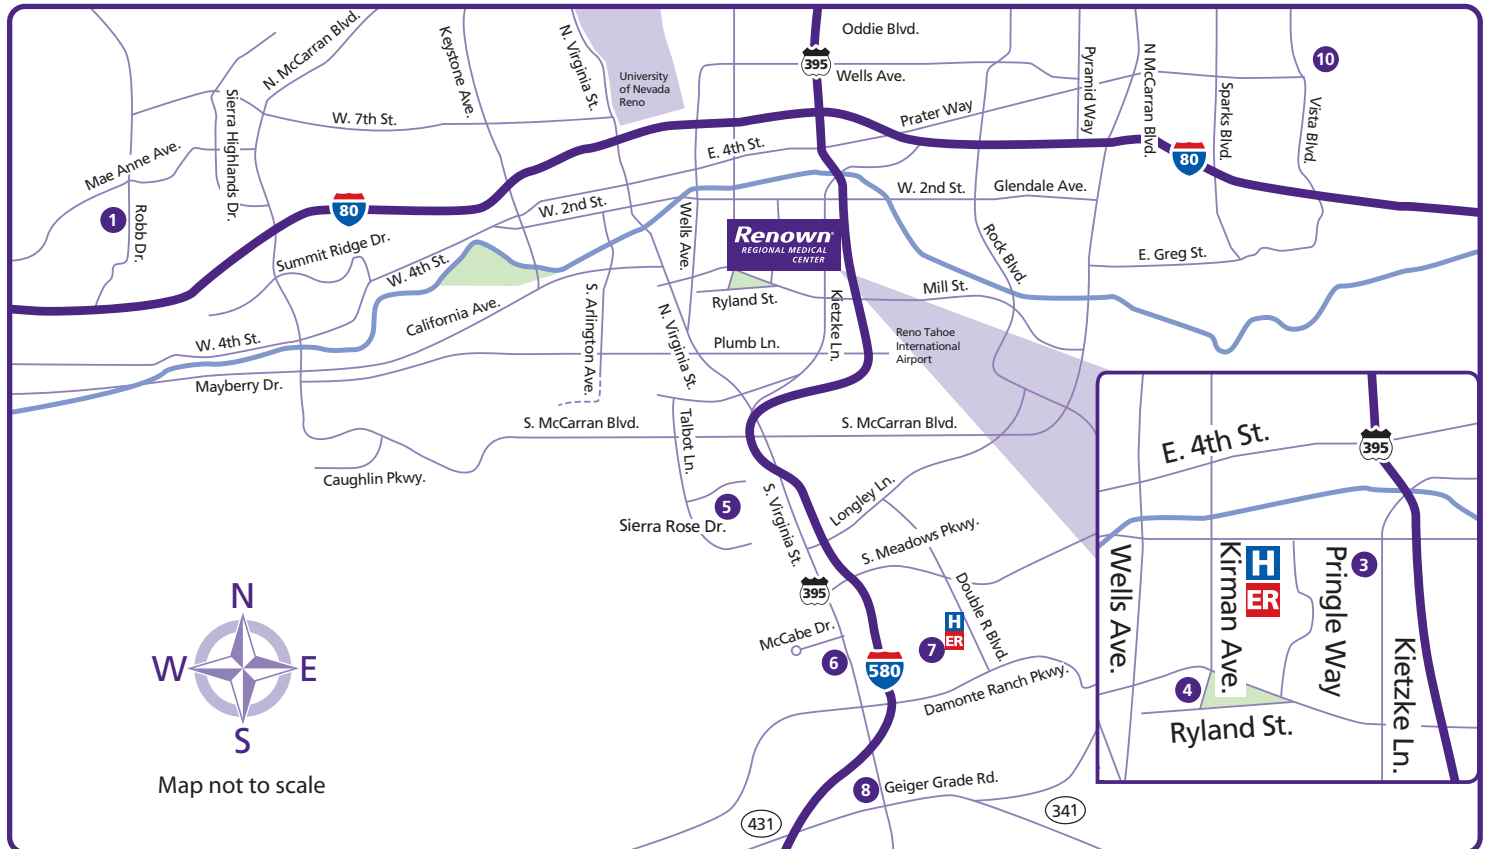 Oddie Blvd.
395
Wells Ave.
10
N. McCarran Blvd.
Keystone Ave.
N. Virginia St.
University
of Nevada
Reno
Pyramid Way
N McCarran Blvd.
Sparks Blvd.
Vista Blvd.
Sierra Highlands Dr.
W. 7th St.
Prater Way
E. 4th St.
80
Mae Anne Ave.
1
Robb Dr.
80
W. 2nd St.
W. 2nd St.
Glendale Ave.
Wells Ave.
Renown®
REGIONAL MEDICAL
CENTER
Rock Blvd.
E. Greg St.
Summit Ridge Dr.
W. 4th St.
S. Arlington Ave.
Ryland St.
Mill St.
Kietzke Ln.
California Ave.
N. Virginia St.
Reno Tahoe
International
Airport
W. 4th St.
Plumb Ln.
Mayberry Dr.
Talbot Ln.
S. McCarran Blvd.
S. McCarran Blvd.
Caughlin Pkwy.
5
Sierra Rose Dr.
S. Virginia St.
Longley Ln.
S. Meadows Pkwy.
395
Double R Blvd.
McCabe Dr.
6
7
H
ER
580
Damonte Ranch Pkwy.
8
Geiger Grade Rd.
431
341
N
W
E
S
Map not to scale
E. 4th St.
395
Wells Ave.
Kirman Ave.
H
ER
Pringle Way
3
Kietzke Ln.
4
Ryland St.